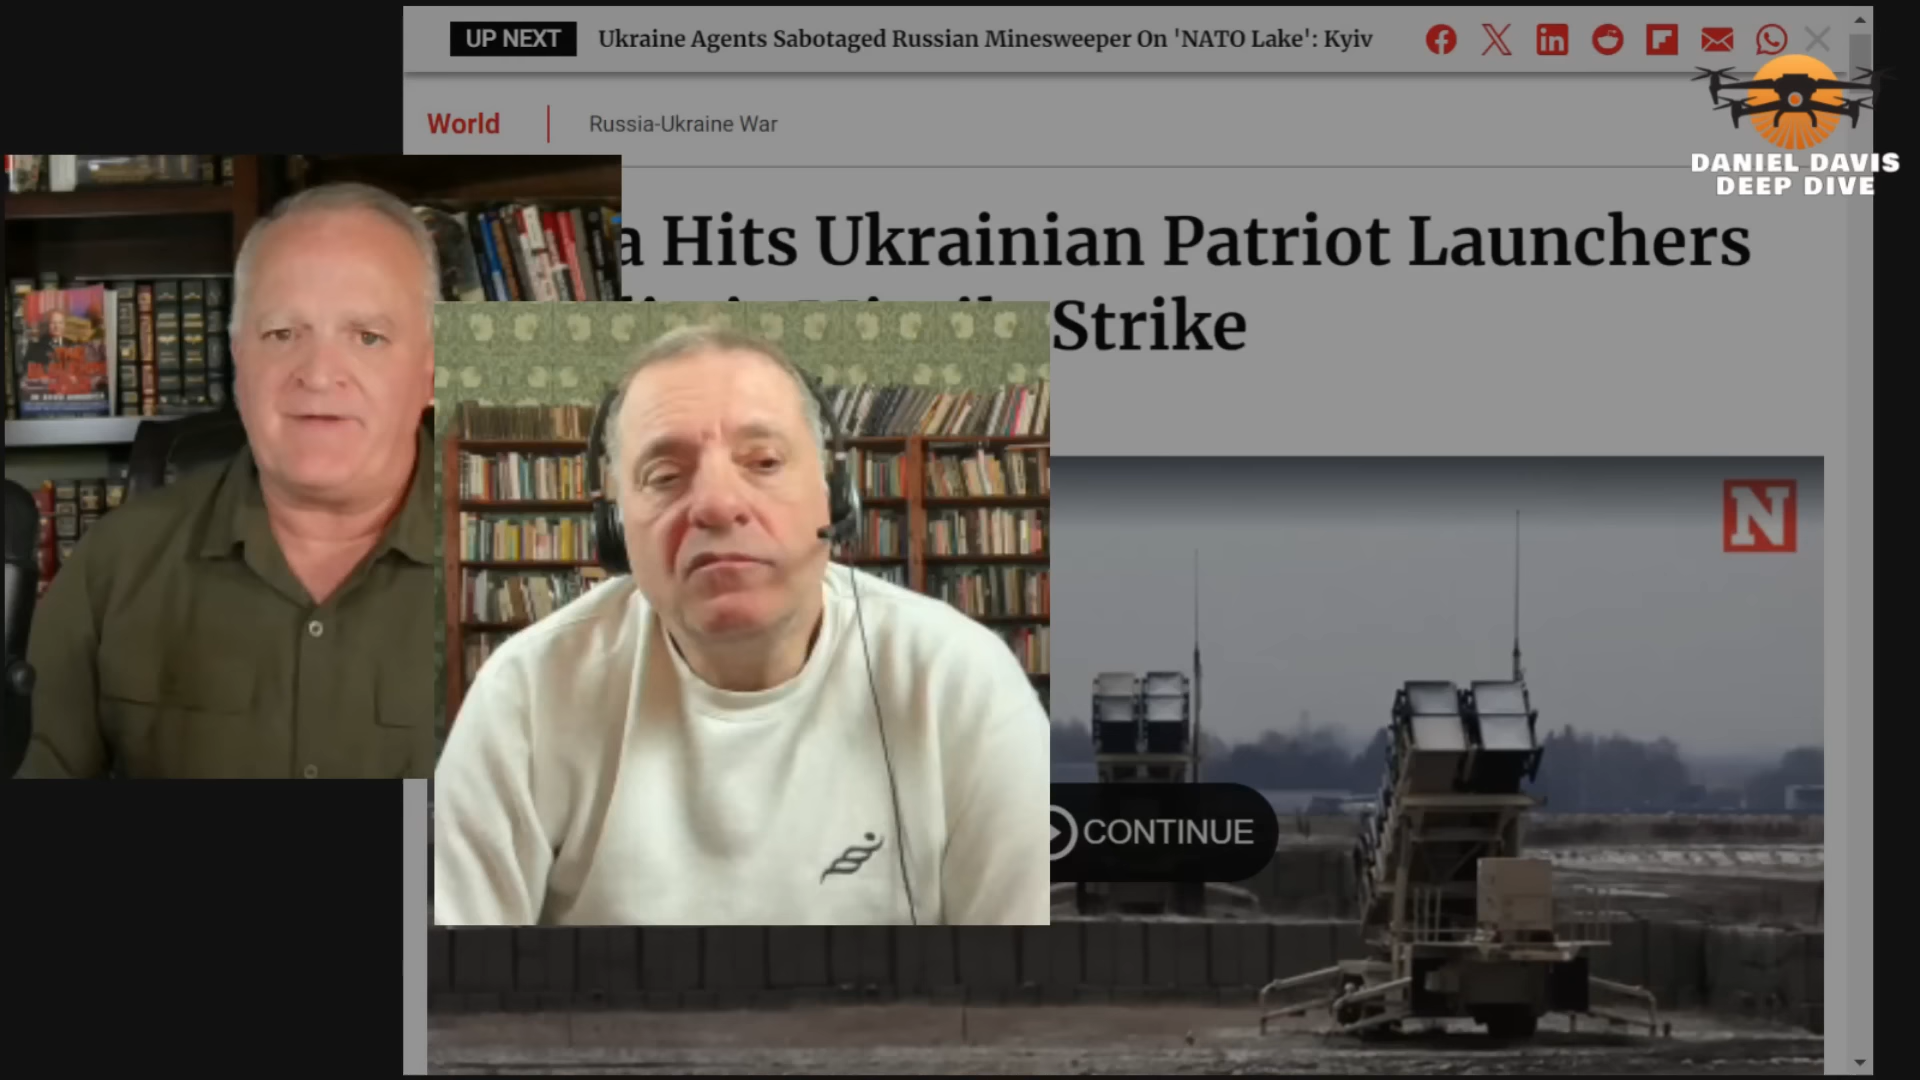 UP NEXT Ukraine Agents Sabotaged Russian Minesweeper On 'NATO Lake': Kyiv
World Russia-Ukraine War
DANIEL DAVIS
DEEP DIVE
a Hits Ukrainian Patriot Launchers
Strike
N
CONTINUE